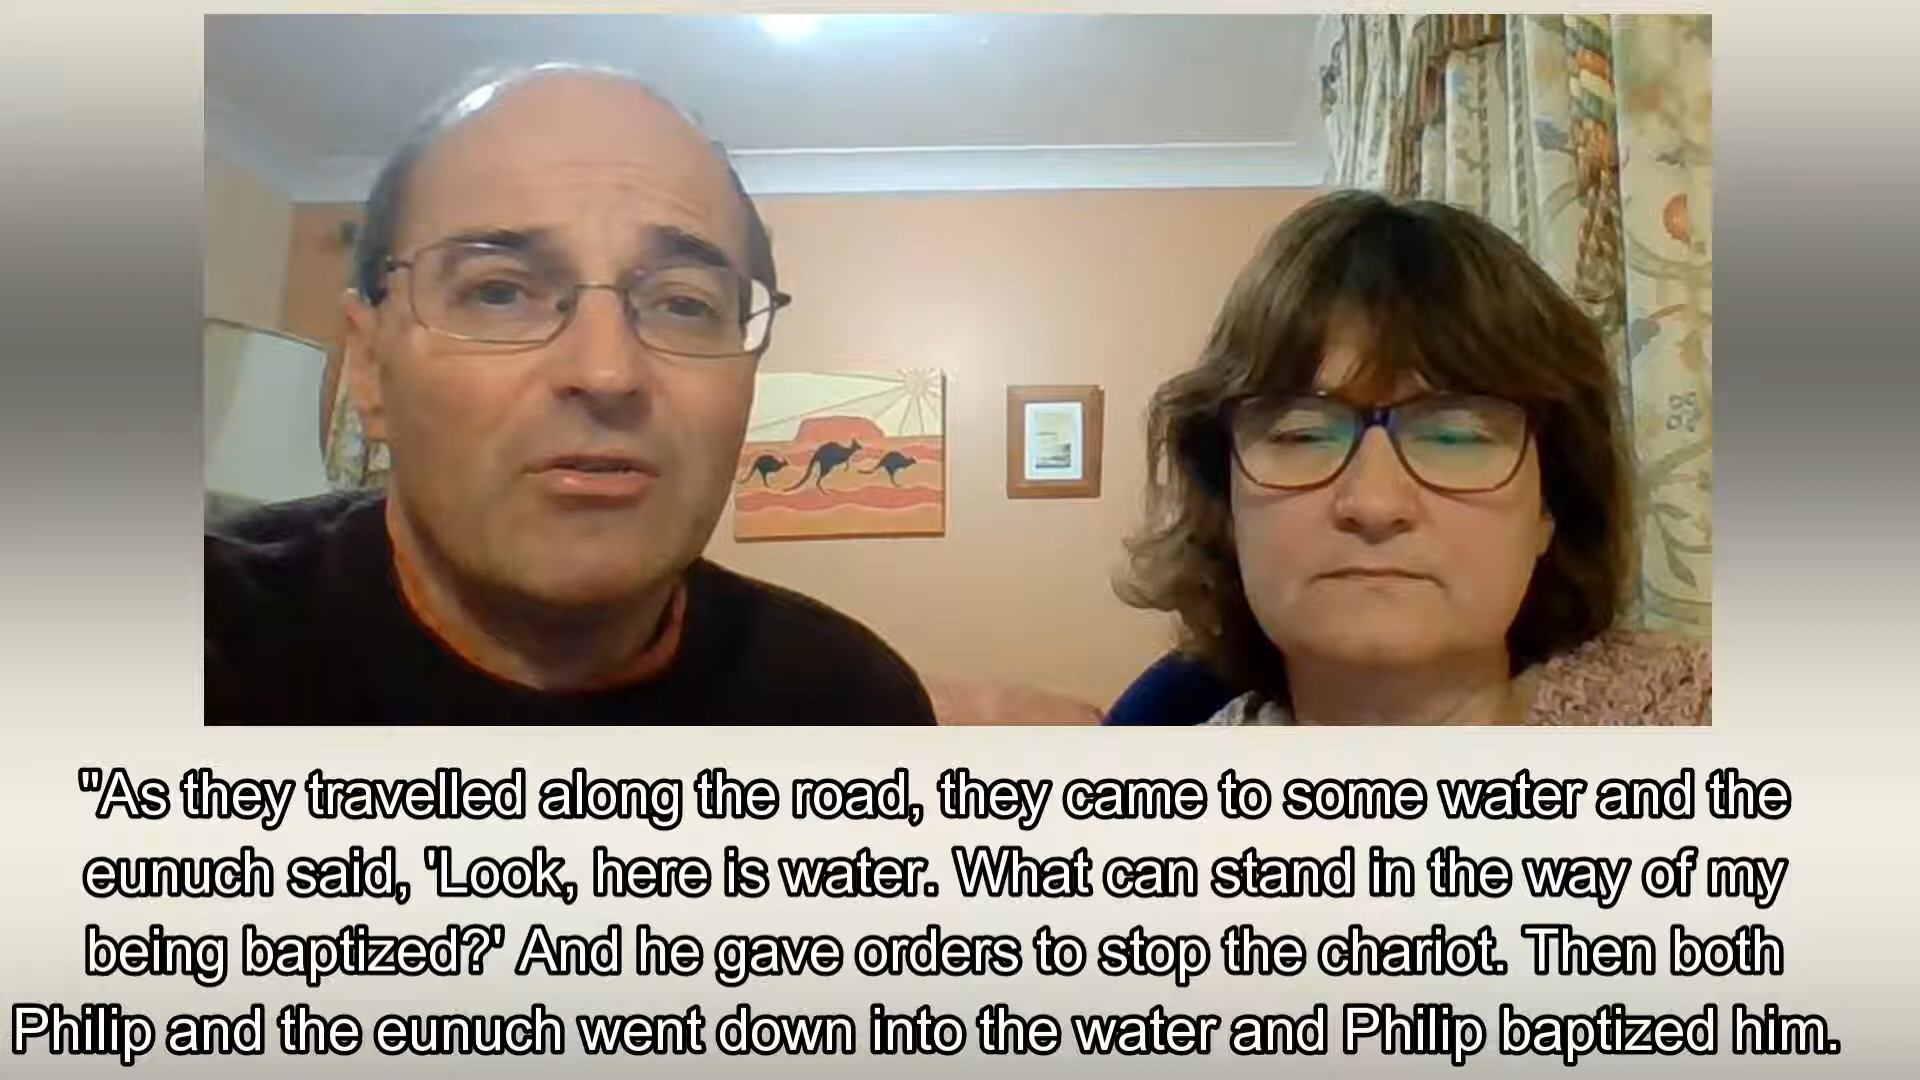 "As they travelled along the road, they came to some water and the
eunuch said, 'Look, here is water. What can stand in the way of my
being baptized?' And he gave orders to stop the chariot. Then both
Philip and the eunuch went down into the water and Philip baptized him.